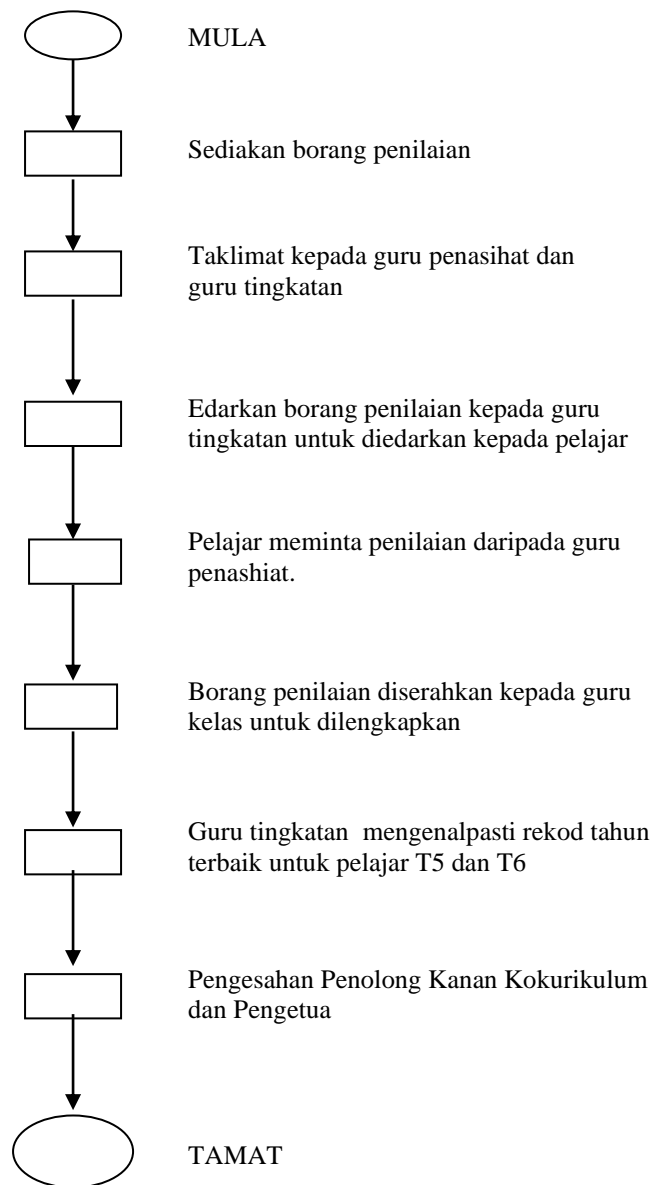 MULA
Sediakan borang penilaian
Taklimat kepada guru penasihat dan
guru tingkatan
Edarkan borang penilaian kepada guru
tingkatan untuk diedarkan kepada pelajar
Pelajar meminta penilaian daripada guru
penashiat.
Borang penilaian diserahkan kepada guru
kelas untuk dilengkapkan
Guru tingkatan mengenalpasti rekod tahun
terbaik untuk pelajar T5 dan T6
Pengesahan Penolong Kanan Kokurikulum
dan Pengetua
TAMAT